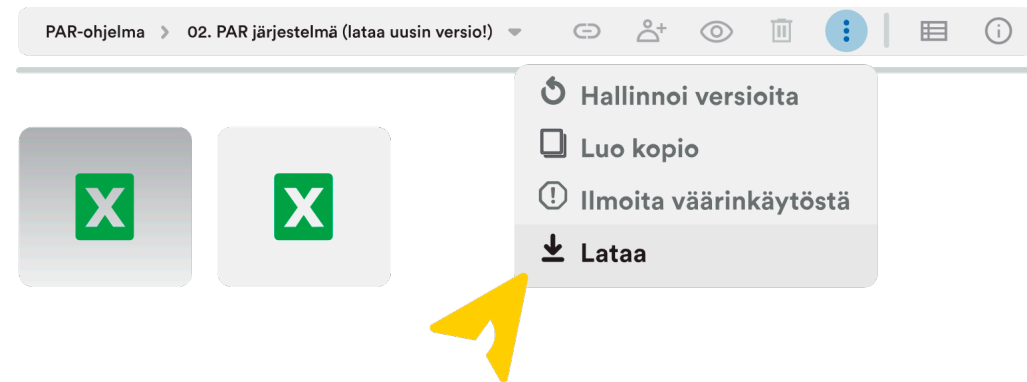 PAR-ohjelma > 02. PAR järjestelmä (lataa uusin versio!)
Hallinnoi versioita
Luo kopio
Ilmoita väärinkäytöstä
Lataa
X X